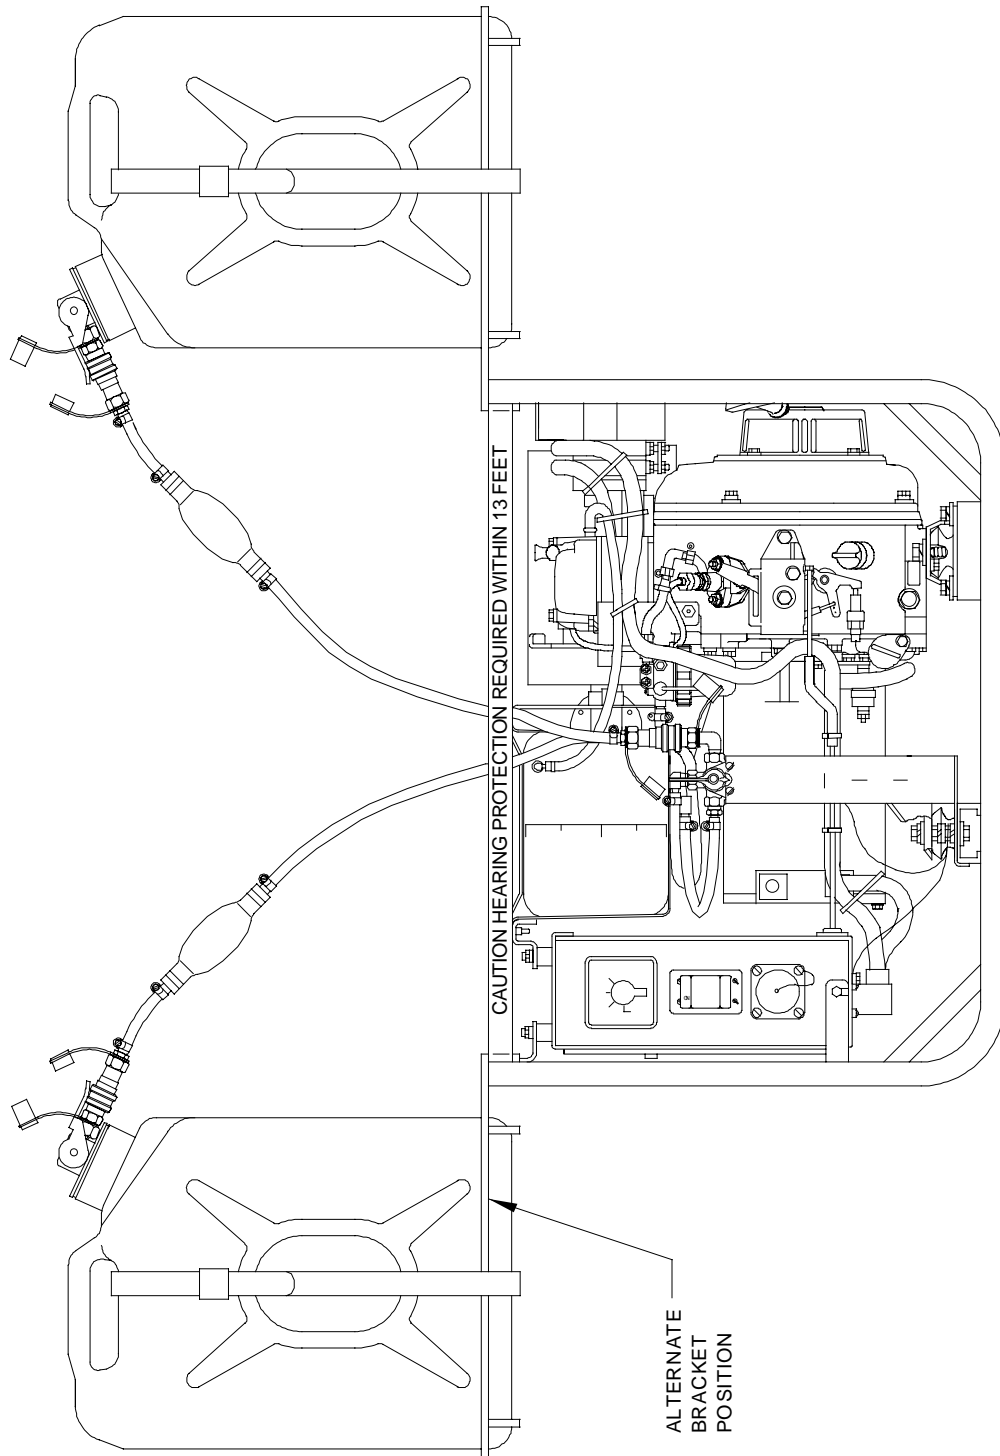 CAUTION HEARING PROTECTION REQUIRED WITHIN 13 FEET
ALTERNATE
BRACKET
POSITION